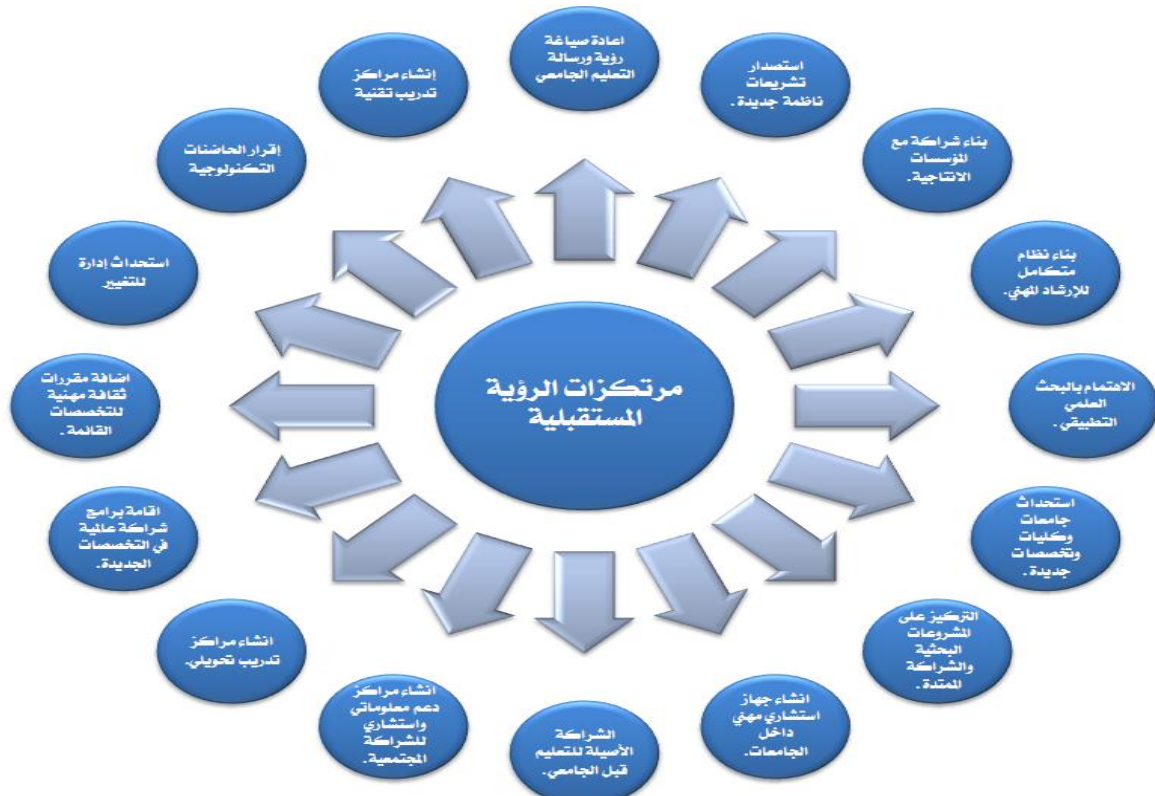 اعادة صياغة
رؤية ورسالة
التعليم الجامعي
استصدار
تشريعات
ناظمة جديدة.
بناء شراكة مع
المؤسسات
الانتاجية.
بناء نظام
متكامل
للإرشاد المهني.
الاهتمام بالبحث
العلمي
التطبيقي.
استحداث
جامعات
وكليات
وتخصصات
جديدة.
التركيز على
المشروعات
البحثية
والشراكة
الممتدة.
انشاء جهاز
استشاري مهني
داخل
الجامعات.
الشراكة
الأصيلة للتعليم
قبل الجامعي.
انشاء مراكز
دعم معلوماتي
واستشاري
للشراكة
المجتمعية.
انشاء مراكز
تدريب تحويلي.
اقامة برامج
شراكة عالمية
في التخصصات
الجديدة.
اضافة مقررات
ثقافة مهنية
للتخصصات
القائمة.
استحداث إدارة
للتغيير
إقرار الحاضنات
التكنولوجية
إنشاء مراكز
تدريب تقنية
مرتكزات الرؤية
المستقبلية